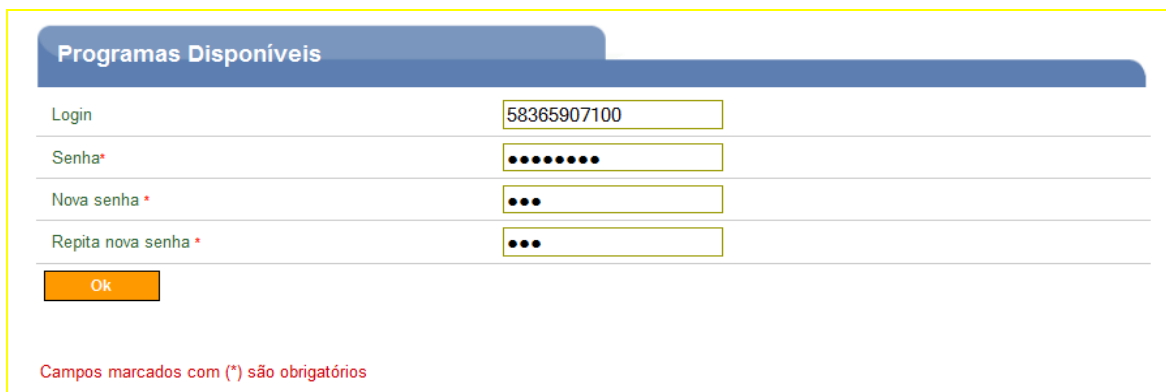 Programas Disponíveis
Login 58365907100
Senha* ●●●●●●●●
Nova senha * ●●●
Repita nova senha * ●●●
Ok
Campos marcados com (*) são obrigatórios